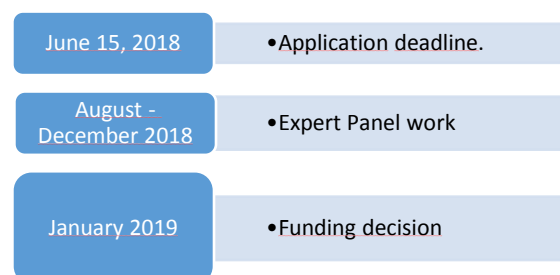 June 15, 2018
•Application deadline.
August -
December 2018
•Expert Panel work
January 2019
•Funding decision